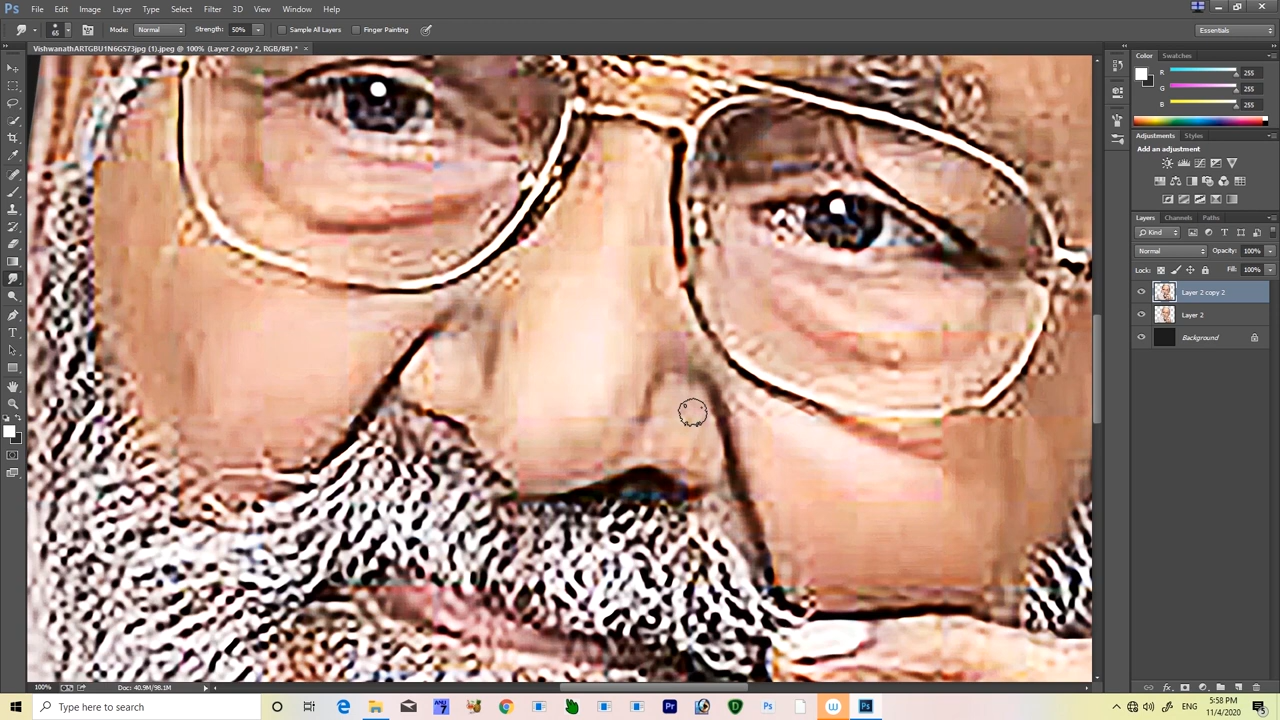 Ps File Edit Image Layer Type Select Filter 3D View Window Help
65 Mode: Normal Strength: 50% Sample All Layers Finger Painting Essentials
VishwanathARTGBU1N6GS73jpg (1).jpeg @ 100% (Layer 2 copy 2, RGB/8#) * ×
Color Swatches
R 255
G 255
B 255
Adjustments Styles
Add an adjustment
Layers Channels Paths
Kind
Normal Opacity: 100%
Lock: Fill: 100%
Layer 2 copy 2
Layer 2
Background
100% Doc: 40.9M/98.1M
Type here to search
ENG
5:58 PM
11/4/2020